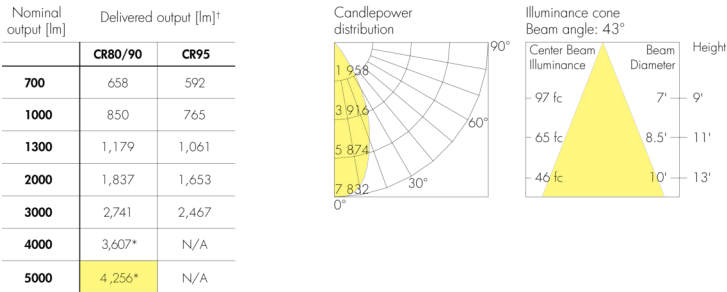 Nominal output [lm]
Delivered output [lm]†
CR80/90 CR95
700 658 592
1000 850 765
1300 1,179 1,061
2000 1,837 1,653
3000 2,741 2,467
4000 3,607* N/A
5000 4 ,256* N/A
Candlepower
distribution
90°
1 958
3 916
60°
5 874
30°
7 832
0°
Illuminance cone
Beam angle: 43°
Center Beam Illuminance
Beam Diameter
Height
97 fc 7' 9'
65 fc 8.5' 11'
46 fc 10' 13'